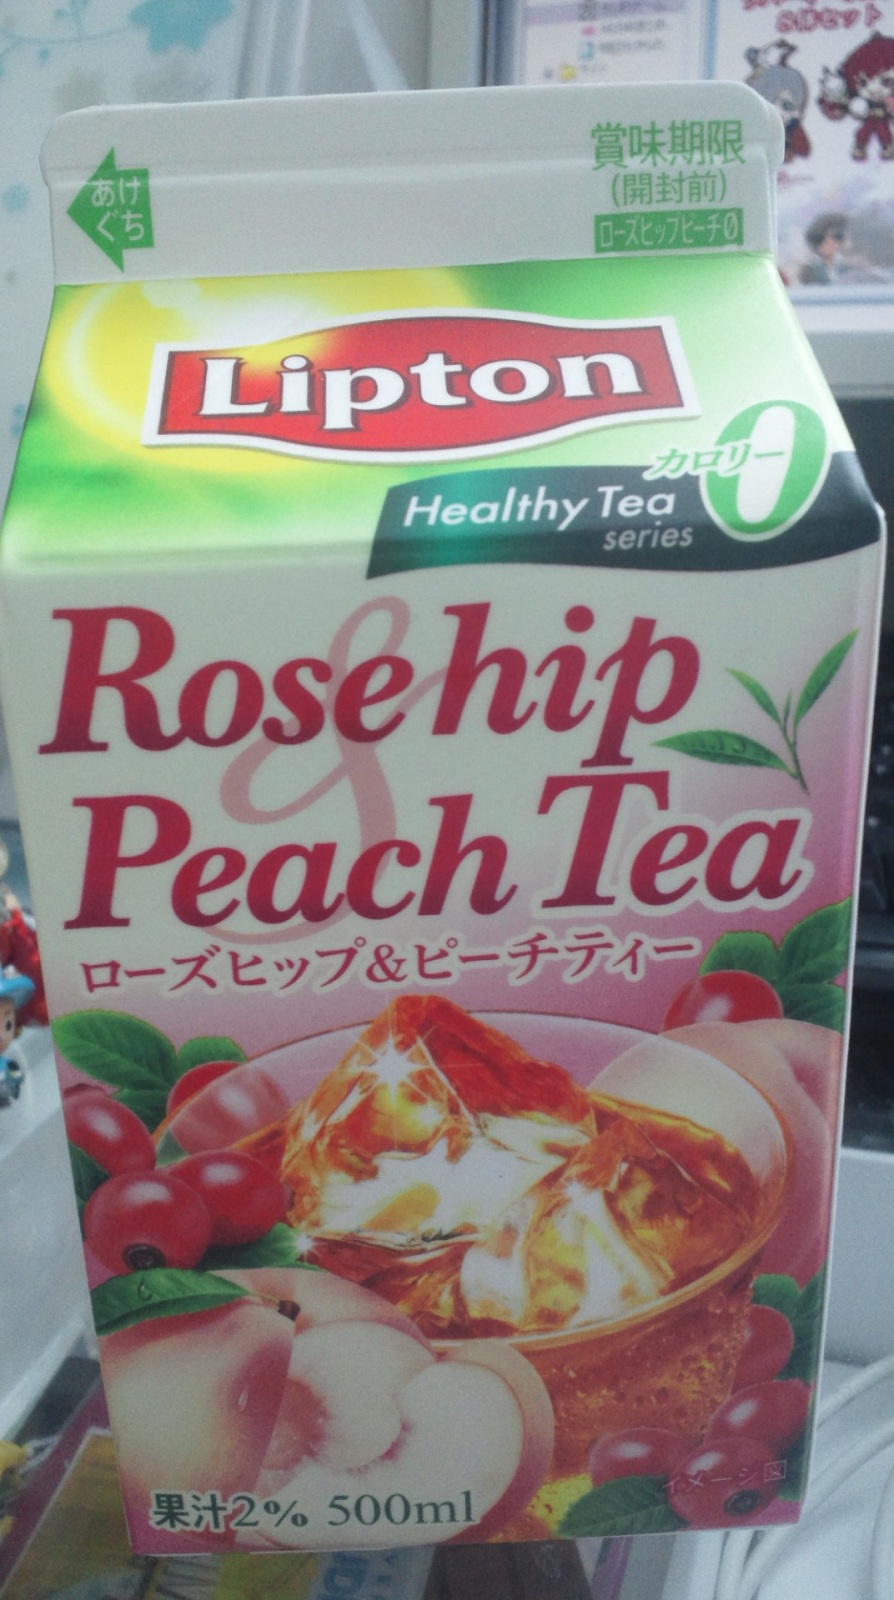 あけ
ぐち
賞味期限
(開封前)
ローズヒップピーチ0
Lipton
カロリー0
Healthy Tea
series
Rose hip
&
Peach Tea
ローズヒップ&ピーチティー
果汁2% 500ml
イメージ図